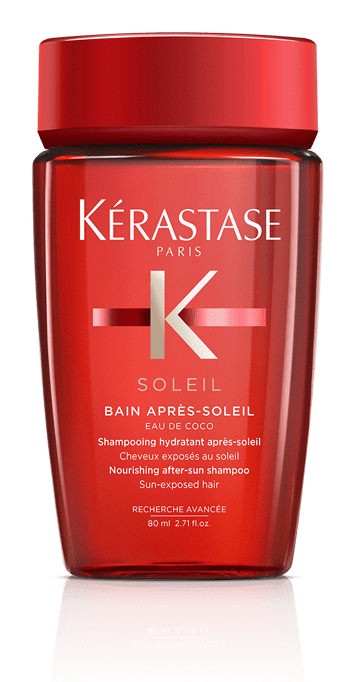 KÉRASTASE
PARIS
K
SOLEIL
BAIN APRÈS-SOLEIL
EAU DE COCO
Shampooing hydratant après-soleil
Cheveux exposés au soleil
Nourishing after-sun shampoo
Sun-exposed hair
RECHERCHE AVANCÉE
80 ml 2.71 fl.oz.